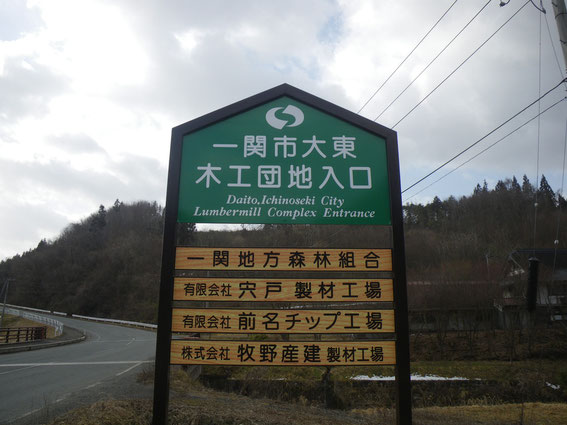 一関市大東
木工団地入口
Daito,Ichinoseki City
Lumbermill Complex Entrance
一関地方森林組合
有限会社 宍戸製材工場
有限会社 前名チップ工場
株式会社 牧野産建 製材工場